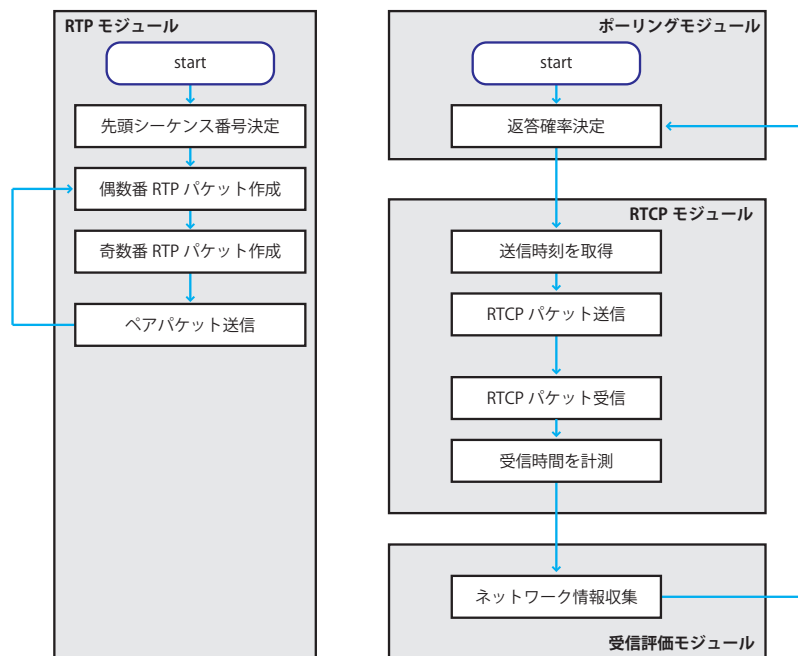 RTP モジュール
start
先頭シーケンス番号決定
偶数番 RTP パケット作成
奇数番 RTP パケット作成
ペアパケット送信
ポーリングモジュール
start
返答確率決定
RTCP モジュール
送信時刻を取得
RTCP パケット送信
RTCP パケット受信
受信時間を計測
ネットワーク情報収集
受信評価モジュール